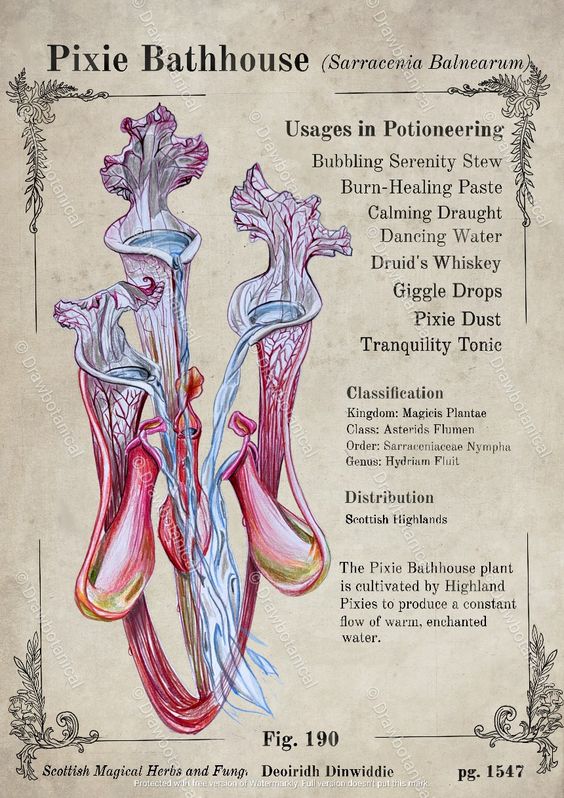 Pixie Bathhouse (Sarracenia Balnearum)
Usages in Potioneering
Bubbling Serenity Stew
Burn-Healing Paste
Calming Draught
Dancing Water
Druid's Whiskey
Giggle Drops
Pixie Dust
Tranquility Tonic
Classification
Kingdom: Magicis Plantae
Class: Asterids Flumen
Order: Sarraceniaceae Nympha
Genus: Hydriam Fluit
Distribution
Scottish Highlands
The Pixie Bathhouse plant
is cultivated by Highland
Pixies to produce a constant
flow of warm, enchanted
water.
Fig. 190
Scottish Magical Herbs and Fung. Deoiridh Dinwiddie pg. 1547
Protected with free version of Watermarkly. Full version doesn't put this mark.
© Drawbotanical